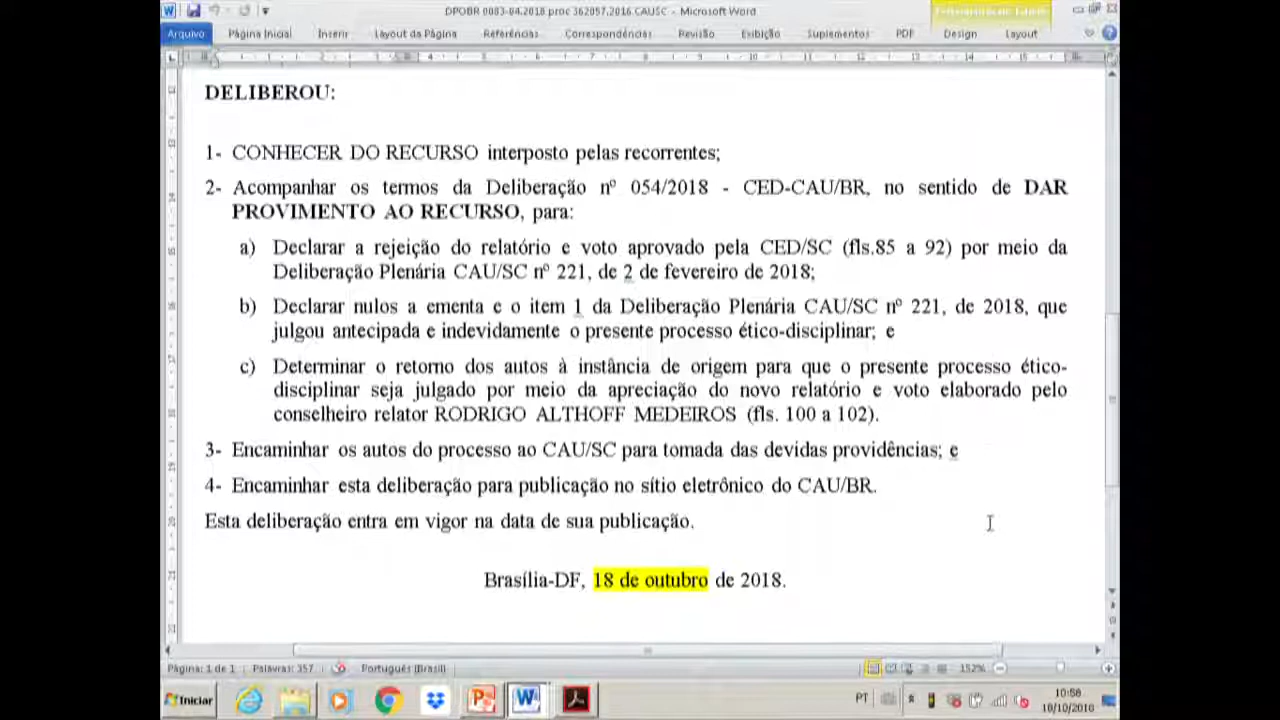 DPOBR 0083-04.2018 proc 362057.2016 CAUSC - Microsoft Word
Arquivo Página Inicial Inserir Layout da Página Referências Correspondências Revisão Exibição Suplementos PDF Design Layout
DELIBEROU:
1- CONHECER DO RECURSO interposto pelas recorrentes;
2- Acompanhar os termos da Deliberação nº 054/2018 - CED-CAU/BR, no sentido de DAR
PROVIMENTO AO RECURSO, para:
a) Declarar a rejeição do relatório e voto aprovado pela CED/SC (fls.85 a 92) por meio da
Deliberação Plenária CAU/SC nº 221, de 2 de fevereiro de 2018;
b) Declarar nulos a ementa e o item 1 da Deliberação Plenária CAU/SC nº 221, de 2018, que
julgou antecipada e indevidamente o presente processo ético-disciplinar; e
c) Determinar o retorno dos autos à instância de origem para que o presente processo ético-
disciplinar seja julgado por meio da apreciação do novo relatório e voto elaborado pelo
conselheiro relator RODRIGO ALTHOFF MEDEIROS (fls. 100 a 102).
3- Encaminhar os autos do processo ao CAU/SC para tomada das devidas providências; e
4- Encaminhar esta deliberação para publicação no sítio eletrônico do CAU/BR.
Esta deliberação entra em vigor na data de sua publicação.
Brasília-DF, 18 de outubro de 2018.
Página: 1 de 1 Palavras: 357 Português (Brasil) 152%
Iniciar PT 10:58
18/10/2018